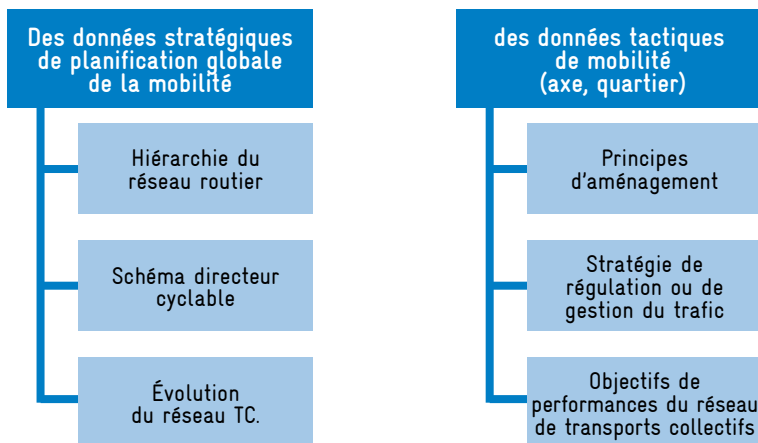 Des données stratégiques
de planification globale
de la mobilité
Hiérarchie du
réseau routier
Schéma directeur
cyclable
Évolution
du réseau TC.
des données tactiques
de mobilité
(axe, quartier)
Principes
d'aménagement
Stratégie de
régulation ou de
gestion du trafic
Objectifs de
performances du réseau
de transports collectifs